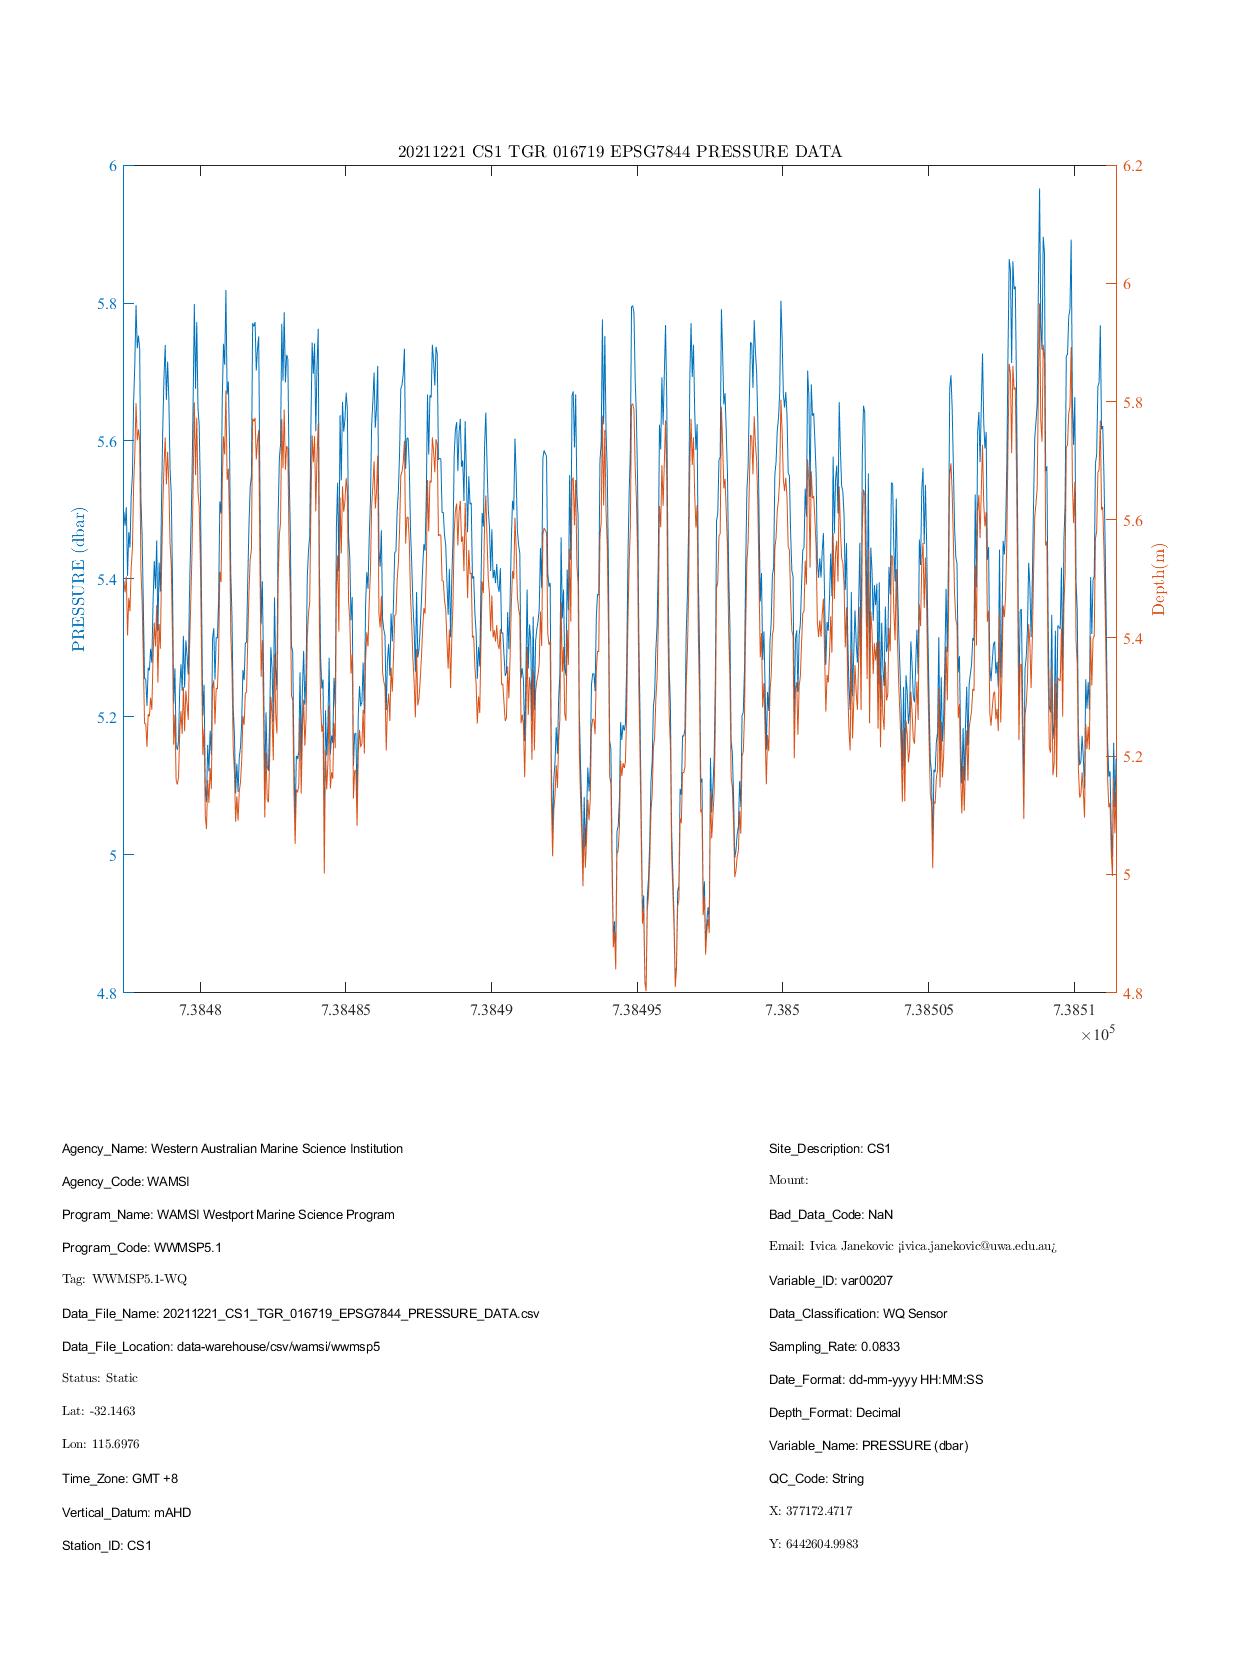 20211221 CS1 TGR 016719 EPSG7844 PRESSURE DATA
6
5.8
5.6
5.4
5.2
5
4.8
PRESSURE (dbar)
6.2
6
5.8
5.6
5.4
5.2
5
4.8
Depth(m)
7.3848 7.38485 7.3849 7.38495 7.385 7.38505 7.3851
×10⁵
Agency_Name: Western Australian Marine Science Institution
Agency_Code: WAMSI
Program_Name: WAMSI Westport Marine Science Program
Program_Code: WWMSP5.1
Tag: WWMSP5.1-WQ
Data_File_Name: 20211221_CS1_TGR_016719_EPSG7844_PRESSURE_DATA.csv
Data_File_Location: data-warehouse/csv/wamsi/wwmsp5
Status: Static
Lat: -32.1463
Lon: 115.6976
Time_Zone: GMT +8
Vertical_Datum: mAHD
Station_ID: CS1
Site_Description: CS1
Mount:
Bad_Data_Code: NaN
Email: Ivica Janekovic ¡ivica.janekovic@uwa.edu.au¿
Variable_ID: var00207
Data_Classification: WQ Sensor
Sampling_Rate: 0.0833
Date_Format: dd-mm-yyyy HH:MM:SS
Depth_Format: Decimal
Variable_Name: PRESSURE (dbar)
QC_Code: String
X: 377172.4717
Y: 6442604.9983